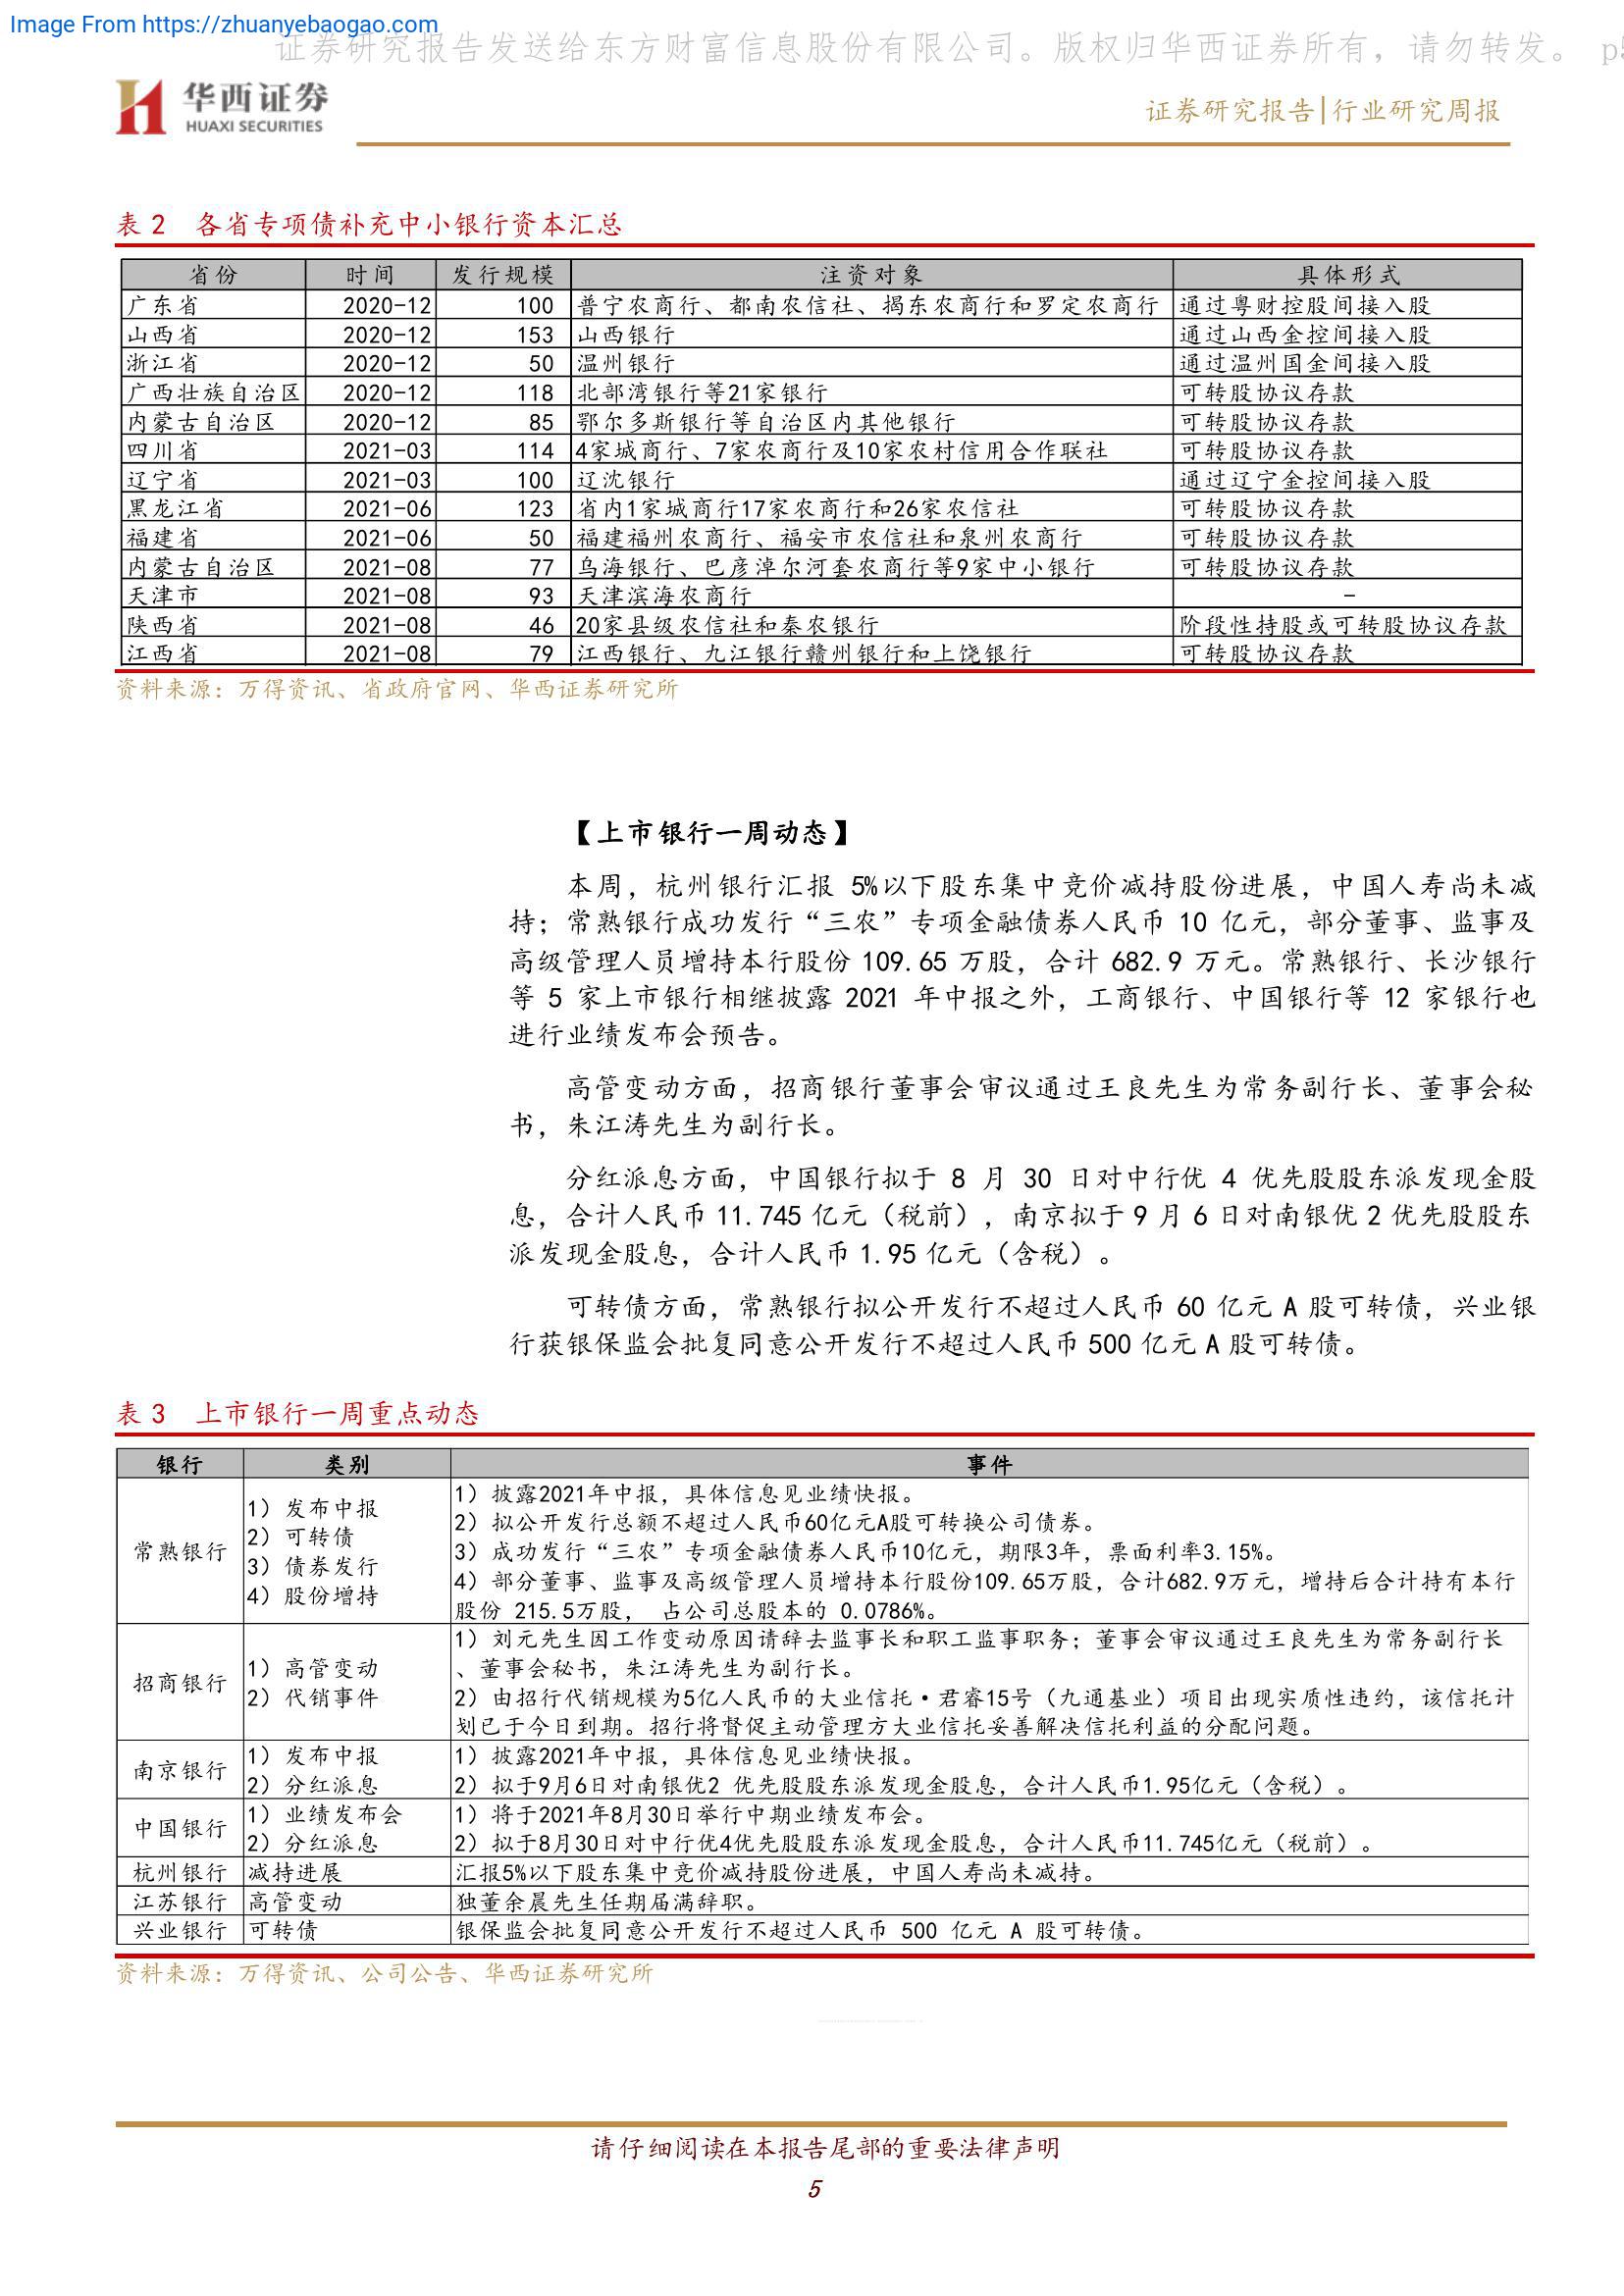 Image From https://zhuanyebaogao.com
证券研究报告发送给东方财富信息股份有限公司。版权归华西证券所有，请勿转发。 p5
华西证券
HUAXI SECURITIES
证券研究报告|行业研究周报
表 2 各省专项债补充中小银行资本汇总
省份 时间 发行规模 注资对象 具体形式
广东省 2020-12 100 普宁农商行、都南农信社、揭东农商行和罗定农商行 通过粤财控股间接入股
山西省 2020-12 153 山西银行 通过山西金控间接入股
浙江省 2020-12 50 温州银行 通过温州国金间接入股
广西壮族自治区 2020-12 118 北部湾银行等21家银行 可转股协议存款
内蒙古自治区 2020-12 85 鄂尔多斯银行等自治区内其他银行 可转股协议存款
四川省 2021-03 114 4家城商行、7家农商行及10家农村信用合作联社 可转股协议存款
辽宁省 2021-03 100 辽沈银行 通过辽宁金控间接入股
黑龙江省 2021-06 123 省内1家城商行17家农商行和26家农信社 可转股协议存款
福建省 2021-06 50 福建福州农商行、福安市农信社和泉州农商行 可转股协议存款
内蒙古自治区 2021-08 77 乌海银行、巴彦淖尔河套农商行等9家中小银行 可转股协议存款
天津市 2021-08 93 天津滨海农商行 -
陕西省 2021-08 46 20家县级农信社和秦农银行 阶段性持股或可转股协议存款
江西省 2021-08 79 江西银行、九江银行赣州银行和上饶银行 可转股协议存款
资料来源：万得资讯、省政府官网、华西证券研究所
【上市银行一周动态】
本周，杭州银行汇报 5%以下股东集中竞价减持股份进展，中国人寿尚未减
持；常熟银行成功发行“三农”专项金融债券人民币 10 亿元，部分董事、监事及
高级管理人员增持本行股份 109.65 万股，合计 682.9 万元。常熟银行、长沙银行
等 5 家上市银行相继披露 2021 年中报之外，工商银行、中国银行等 12 家银行也
进行业绩发布会预告。
高管变动方面，招商银行董事会审议通过王良先生为常务副行长、董事会秘
书，朱江涛先生为副行长。
分红派息方面，中国银行拟于 8 月 30 日对中行优 4 优先股股东派发现金股
息，合计人民币 11.745 亿元（税前），南京拟于 9 月 6 日对南银优 2 优先股股东
派发现金股息，合计人民币 1.95 亿元（含税）。
可转债方面，常熟银行拟公开发行不超过人民币 60 亿元 A 股可转债，兴业银
行获银保监会批复同意公开发行不超过人民币 500 亿元 A 股可转债。
表 3 上市银行一周重点动态
银行 类别 事件
常熟银行
1）发布中报
2）可转债
3）债券发行
4）股份增持
1）披露2021年中报，具体信息见业绩快报。
2）拟公开发行总额不超过人民币60亿元A股可转换公司债券。
3）成功发行“三农”专项金融债券人民币10亿元，期限3年，票面利率3.15%。
4）部分董事、监事及高级管理人员增持本行股份109.65万股，合计682.9万元，增持后合计持有本行
股份 215.5万股， 占公司总股本的 0.0786%。
招商银行
1）高管变动
2）代销事件
1）刘元先生因工作变动原因请辞去监事长和职工监事职务；董事会审议通过王良先生为常务副行长
、董事会秘书，朱江涛先生为副行长。
2）由招行代销规模为5亿人民币的大业信托·君睿15号（九通基业）项目出现实质性违约，该信托计
划已于今日到期。招行将督促主动管理方大业信托妥善解决信托利益的分配问题。
南京银行
1）发布中报
2）分红派息
1）披露2021年中报，具体信息见业绩快报。
2）拟于9月6日对南银优2 优先股股东派发现金股息，合计人民币1.95亿元（含税）。
中国银行
1）业绩发布会
2）分红派息
1）将于2021年8月30日举行中期业绩发布会。
2）拟于8月30日对中行优4优先股股东派发现金股息，合计人民币11.745亿元（税前）。
杭州银行 减持进展 汇报5%以下股东集中竞价减持股份进展，中国人寿尚未减持。
江苏银行 高管变动 独董余晨先生任期届满辞职。
兴业银行 可转债 银保监会批复同意公开发行不超过人民币 500 亿元 A 股可转债。
资料来源：万得资讯、公司公告、华西证券研究所
请仔细阅读在本报告尾部的重要法律声明
5